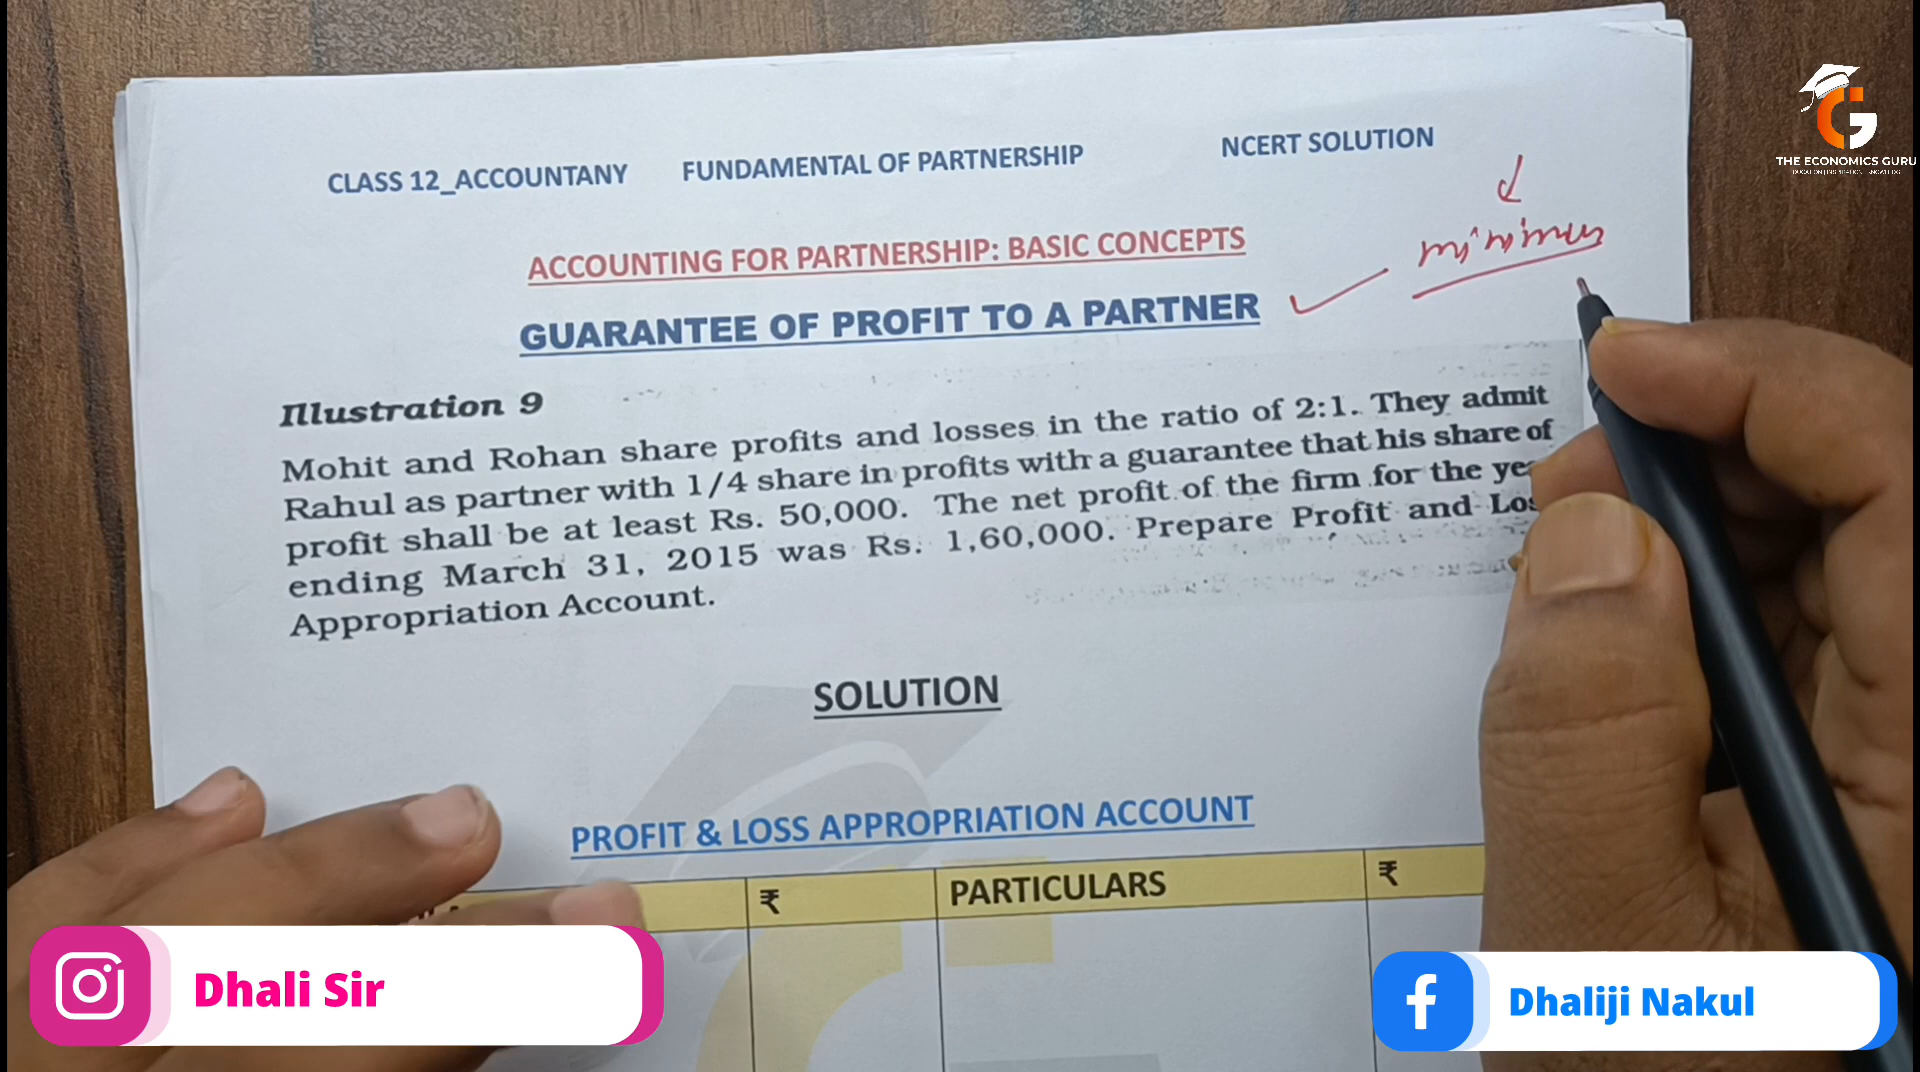 CLASS 12_ACCOUNTANY FUNDAMENTAL OF PARTNERSHIP NCERT SOLUTION
THE ECONOMICS GURU
ACCOUNTING FOR PARTNERSHIP: BASIC CONCEPTS
GUARANTEE OF PROFIT TO A PARTNER
Illustration 9
Mohit and Rohan share profits and losses in the ratio of 2:1. They admit
Rahul as partner with 1/4 share in profits with a guarantee that his share of
profit shall be at least Rs. 50,000. The net profit of the firm for the
ending March 31, 2015 was Rs. 1,60,000. Prepare Profit and
Appropriation Account.
SOLUTION
PROFIT & LOSS APPROPRIATION ACCOUNT
₹ PARTICULARS ₹
Dhali Sir
Dhaliji Nakul